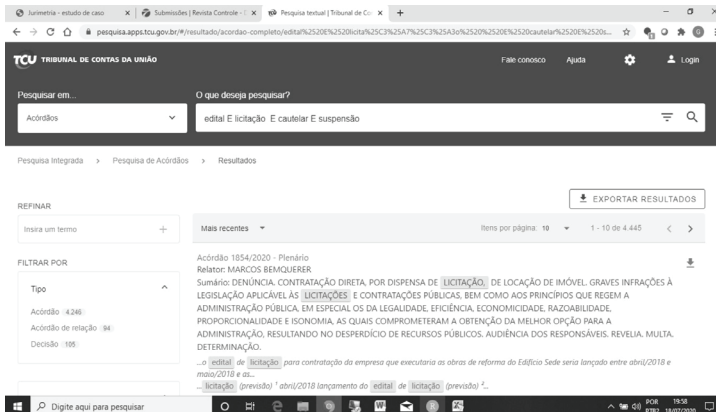 Jurimetria - estudo de caso
Submissões | Revista Controle - D
Pesquisa textual | Tribunal de Con
pesquisa.apps.tcu.gov.br/#/resultado/acordao-completo/edital%2520E%2520licita%25C3%25A7%25C3%25A3o%2520%2520E%2520cautelar%2520E%2520s...
G
TCU TRIBUNAL DE CONTAS DA UNIÃO
Fale conosco
Ajuda
Login
Pesquisar em...
O que deseja pesquisar?
Acórdãos
edital E licitação E cautelar E suspensão
Pesquisa Integrada > Pesquisa de Acórdãos > Resultados
EXPORTAR RESULTADOS
REFINAR
Insira um termo
Mais recentes
Itens por página: 10
1 - 10 de 4.445
FILTRAR POR
Tipo
Acórdão 4.246
Acórdão de relação 94
Decisão 105
Acórdão 1854/2020 - Plenário
Relator: MARCOS BEMQUERER
Sumário: DENÚNCIA. CONTRATAÇÃO DIRETA, POR DISPENSA DE LICITAÇÃO, DE LOCAÇÃO DE IMÓVEL. GRAVES INFRAÇÕES À
LEGISLAÇÃO APLICÁVEL ÀS LICITAÇÕES E CONTRATAÇÕES PÚBLICAS, BEM COMO AOS PRINCÍPIOS QUE REGEM A
ADMINISTRAÇÃO PÚBLICA, EM ESPECIAL OS DA LEGALIDADE, EFICIÊNCIA, ECONOMICIDADE, RAZOABILIDADE,
PROPORCIONALIDADE E ISONOMIA, AS QUAIS COMPROMETERAM A OBTENÇÃO DA MELHOR OPÇÃO PARA A
ADMINISTRAÇÃO, RESULTANDO NO DESPERDÍCIO DE RECURSOS PÚBLICOS. AUDIÊNCIA DOS RESPONSÁVEIS. REVELIA. MULTA.
DETERMINAÇÃO.
...o edital de licitação para contratação da empresa que executaria as obras de reforma do Edifício Sede seria lançado entre abril/2018 e
maio/2018 e as...
...licitação (previsão) ¹ abril/2018 lançamento do edital de licitação (previsão) ²...
Digite aqui para pesquisar
POR
PTB2
19:58
18/07/2020